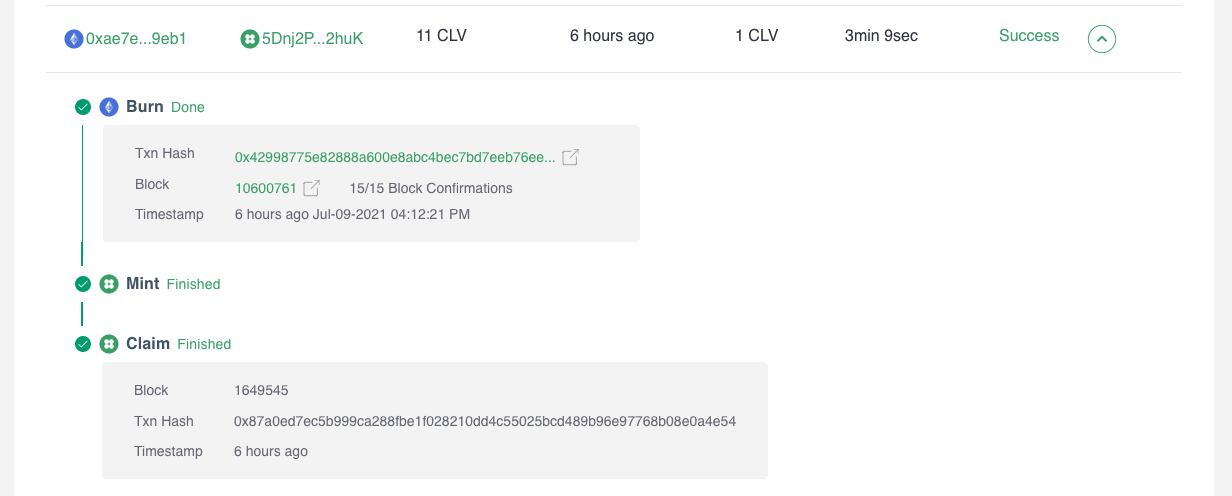 0xae7e...9eb1 5Dnj2P...2huK 11 CLV 6 hours ago 1 CLV 3min 9sec Success
Burn Done
Txn Hash 0x42998775e82888a600e8abc4bec7bd7eeb76ee...
Block 10600761 15/15 Block Confirmations
Timestamp 6 hours ago Jul-09-2021 04:12:21 PM
Mint Finished
Claim Finished
Block 1649545
Txn Hash 0x87a0ed7ec5b999ca288fbe1f028210dd4c55025bcd489b96e97768b08e0a4e54
Timestamp 6 hours ago